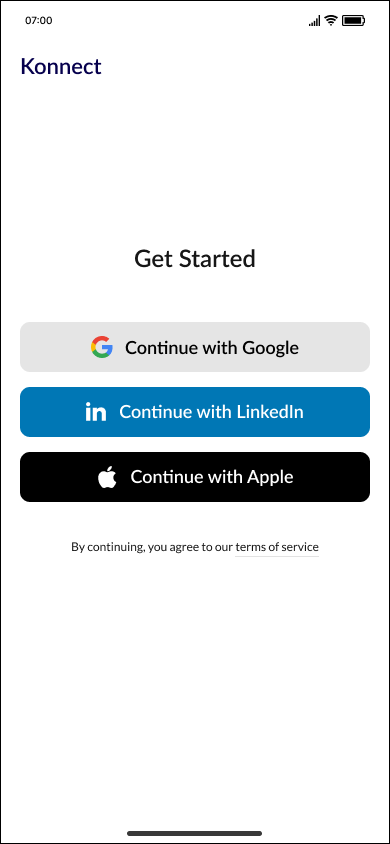 07:00
Konnect
Get Started
Continue with Google
Continue with LinkedIn
Continue with Apple
By continuing, you agree to our terms of service